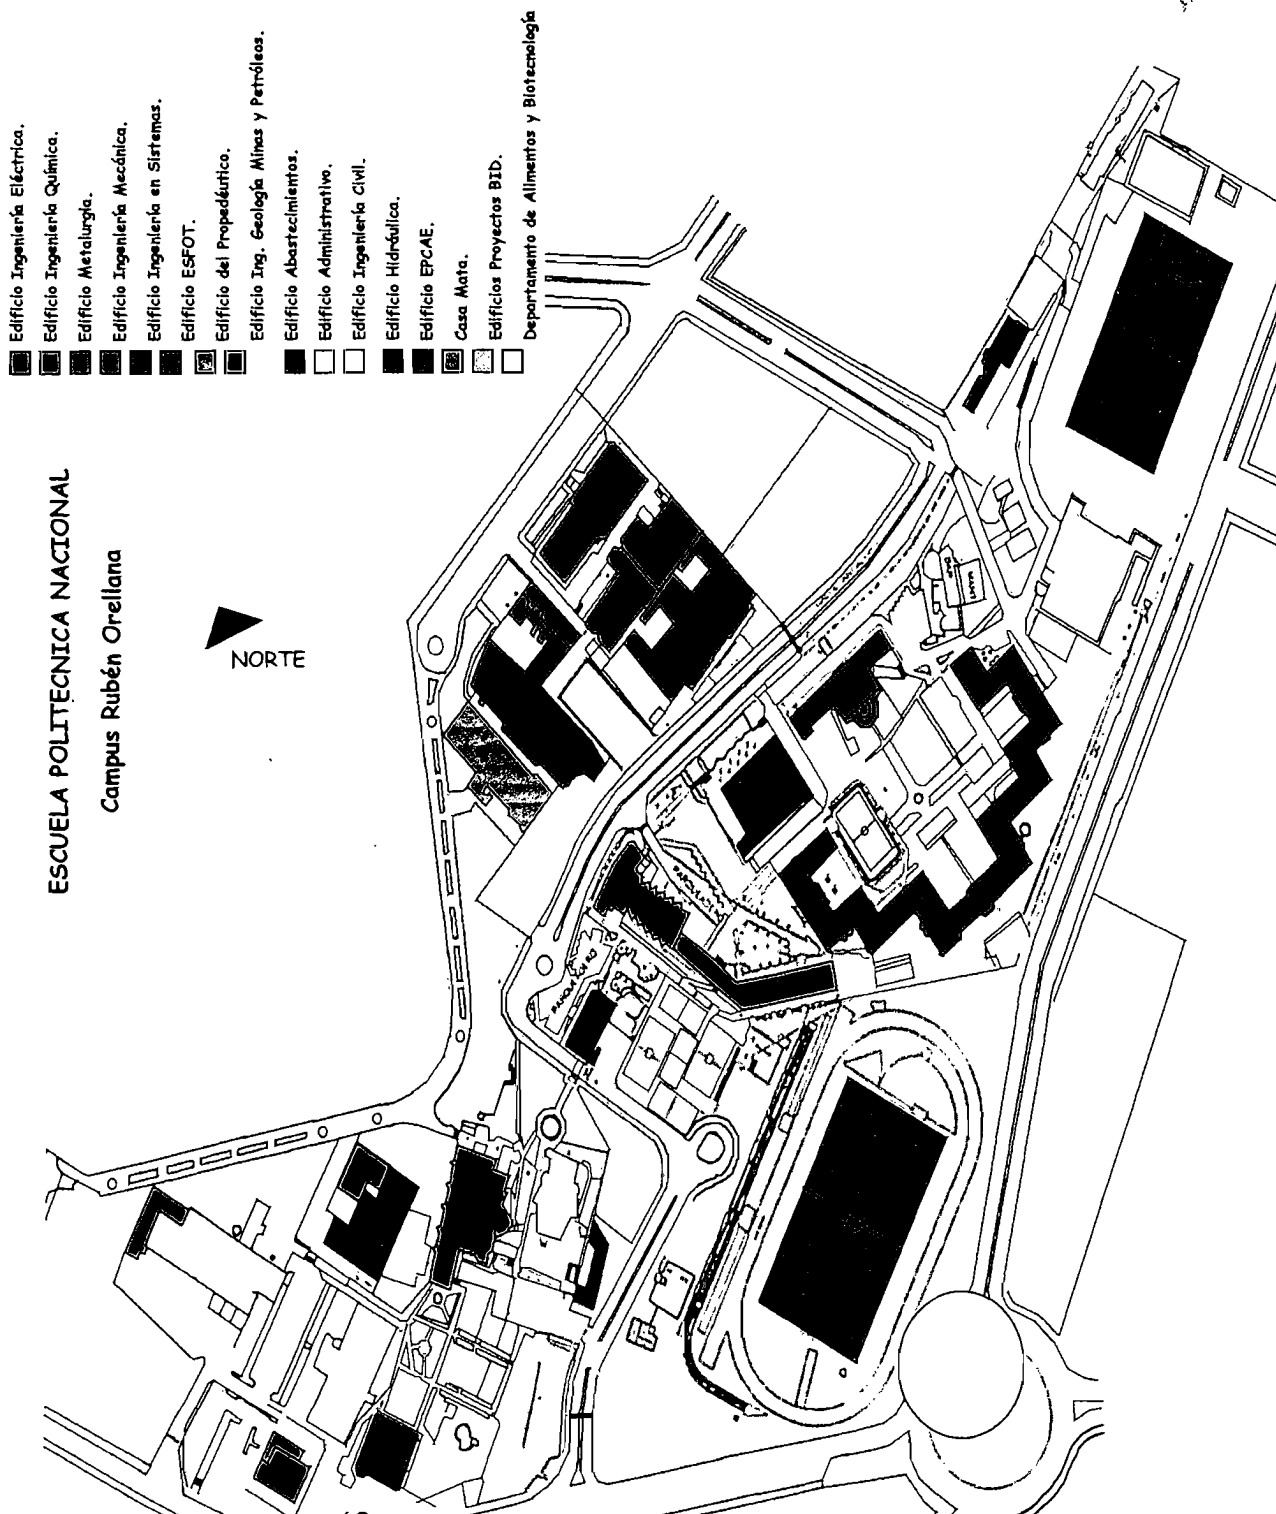 ESCUELA POLITECNICA NACIONAL
Campus Rubén Orellana
NORTE
Edificio Ingeniería Eléctrica.
Edificio Ingeniería Química.
Edificio Metalurgia.
Edificio Ingeniería Mecánica.
Edificio Ingeniería en Sistemas.
Edificio ESFOT.
Edificio del Propedéutico.
Edificio Ing. Geología Minas y Petróleos.
Edificio Abastecimientos.
Edificio Administrativo.
Edificio Ingeniería Civil.
Edificio Hidráulica.
Edificio EPCAE.
Casa Mata.
Edificios Proyectos BID.
Departamento de Alimentos y Biotecnología